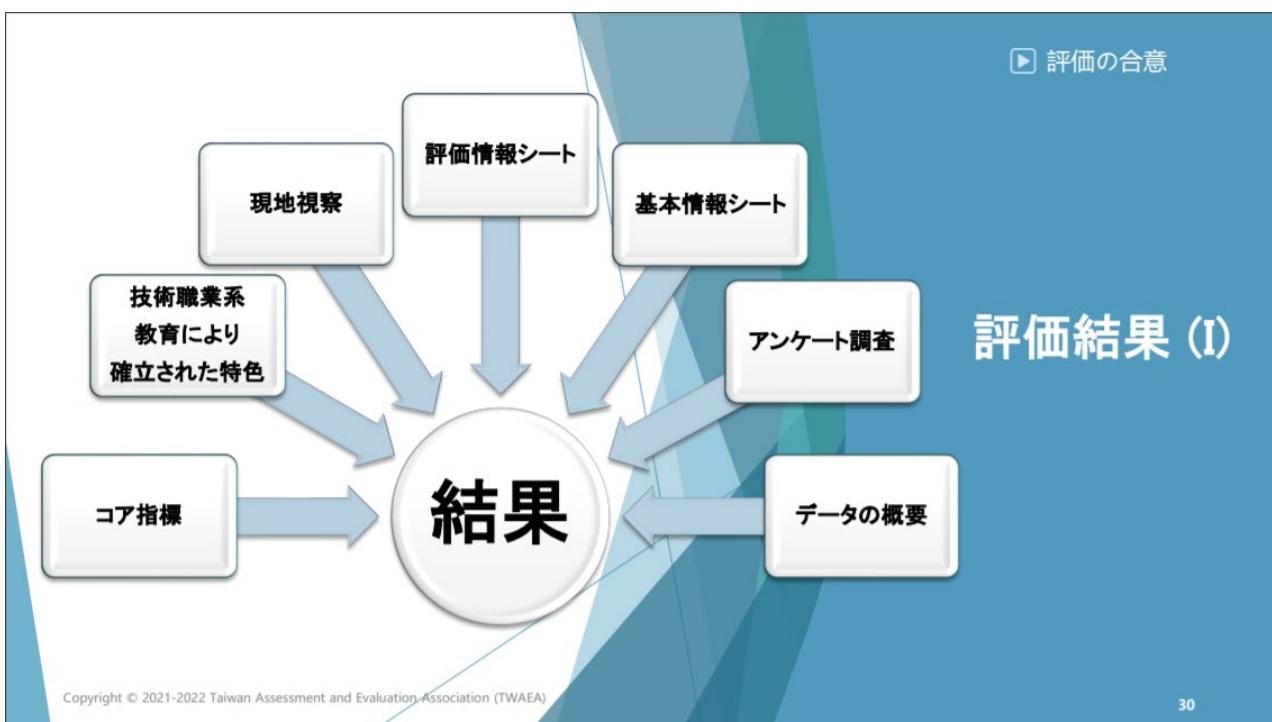 評価の合意
評価情報シート
現地視察
基本情報シート
技術職業系
教育により
確立された特色
アンケート調査
評価結果 (I)
コア指標
結果
データの概要
Copyright © 2021-2022 Taiwan Assessment and Evaluation Association (TWAEA)
30